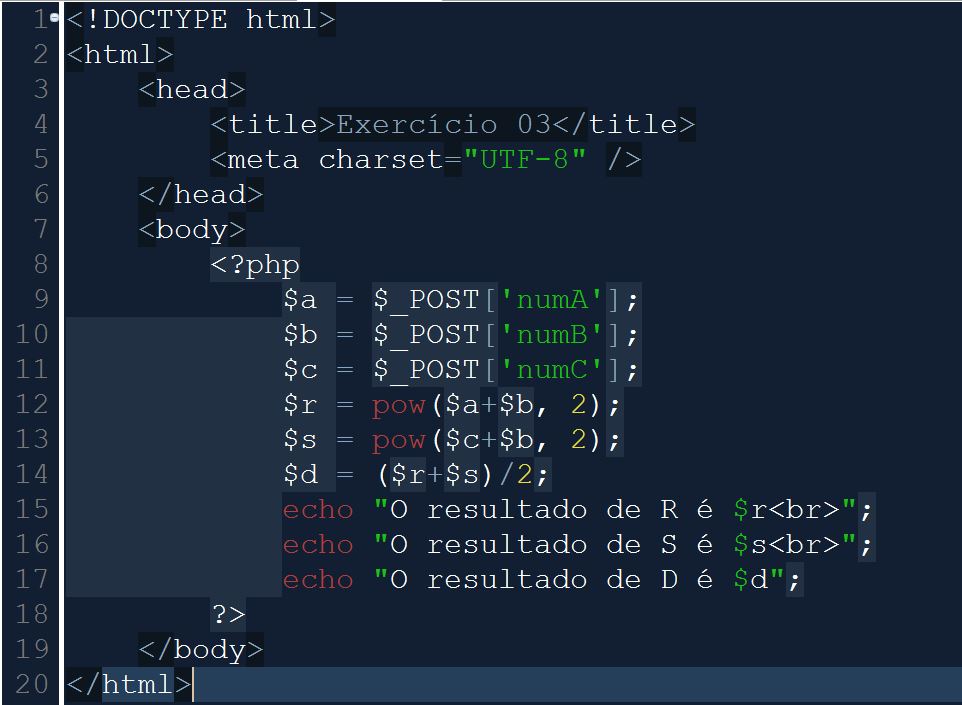 1 <!DOCTYPE html>
2 <html>
3     <head>
4         <title>Exercício 03</title>
5         <meta charset="UTF-8" />
6     </head>
7     <body>
8         <?php
9             $a = $_POST['numA'];
10             $b = $_POST['numB'];
11             $c = $_POST['numC'];
12             $r = pow($a+$b, 2);
13             $s = pow($c+$b, 2);
14             $d = ($r+$s)/2;
15             echo "O resultado de R é $r<br>";
16             echo "O resultado de S é $s<br>";
17             echo "O resultado de D é $d";
18         ?>
19     </body>
20 </html>